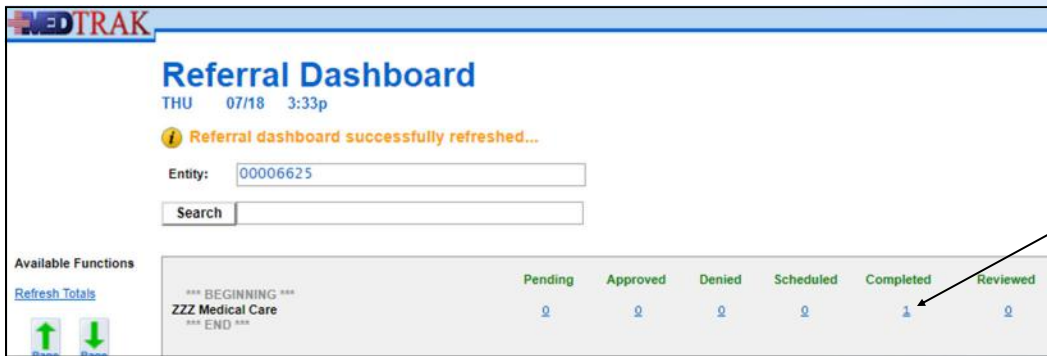 MEDTRAK
Referral Dashboard
THU 07/18 3:33p
i Referral dashboard successfully refreshed...
Entity: 00006625
Search
Available Functions
Refresh Totals
Pending Approved Denied Scheduled Completed Reviewed
*** BEGINNING ***
ZZZ Medical Care 0 0 0 0 1 0
*** END ***